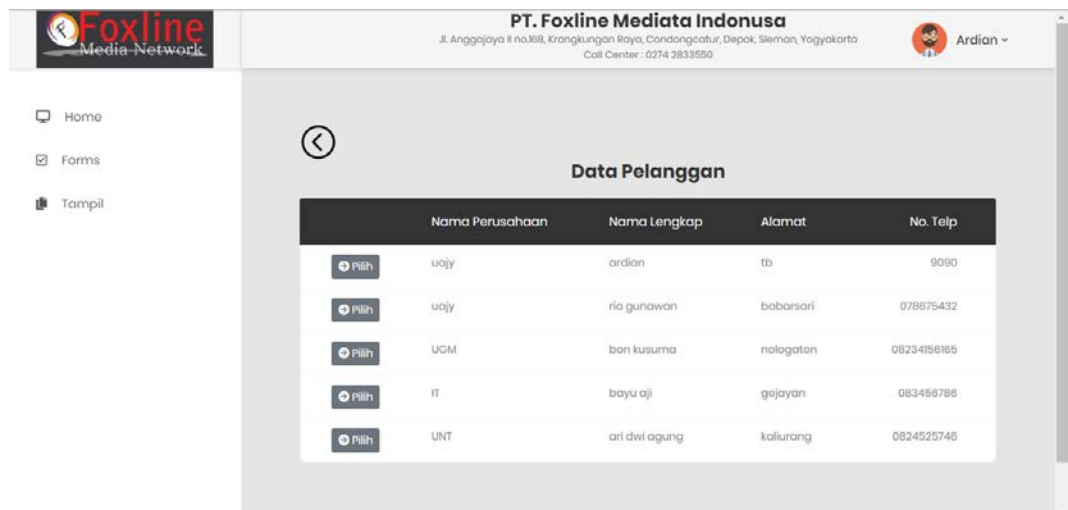 Foxline
Media Network
PT. Foxline Mediata Indonusa
Jl. Anggajaya II no.168, Krangkungan Raya, Condongcatur, Depok, Sleman, Yogyakarta
Call Center : 0274 2833550
Ardian
Home
Forms
Tampil
Data Pelanggan
Nama Perusahaan Nama Lengkap Alamat No. Telp
Pilih uajy ardian tb 9090
Pilih uajy rio gunawan babarsari 078675432
Pilih UGM bon kusuma nologaten 08234156165
Pilih IT bayu aji gejayan 083456786
Pilih UNT ari dwi agung kaliurang 0824525746